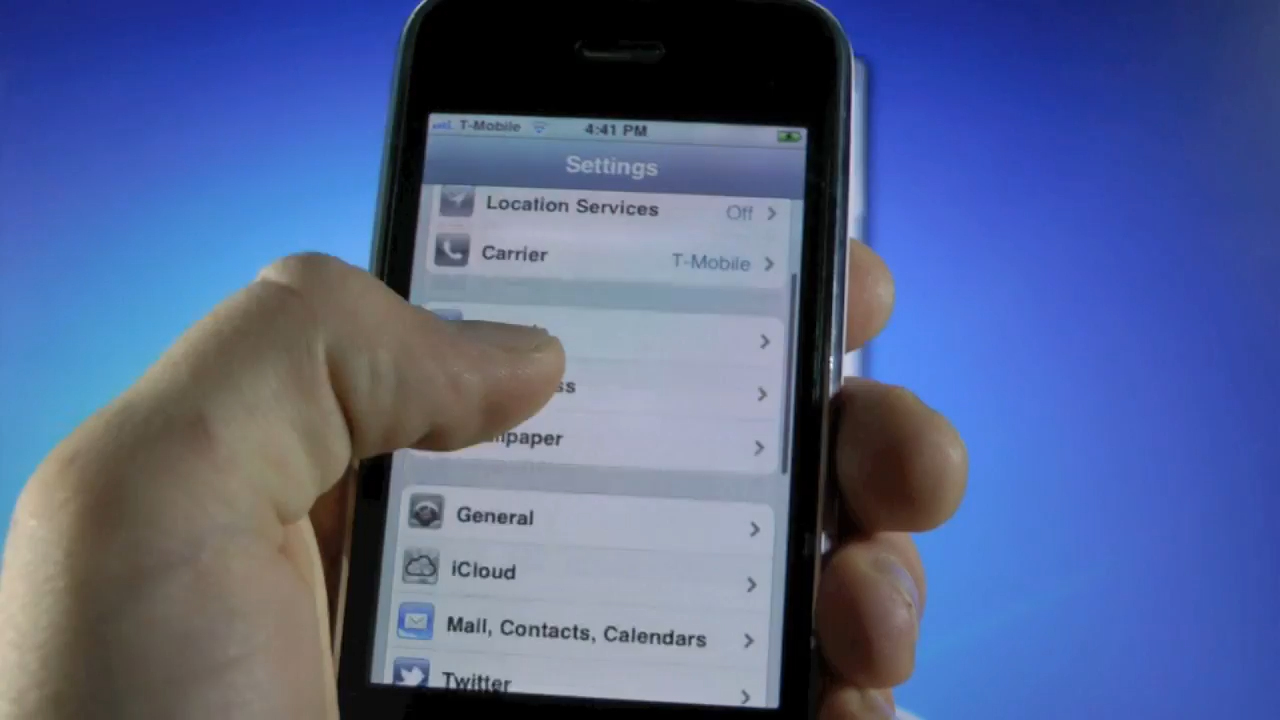 T-Mobile 4:41 PM
Settings
Location Services Off
Carrier T-Mobile
General
iCloud
Mail, Contacts, Calendars
Twitter